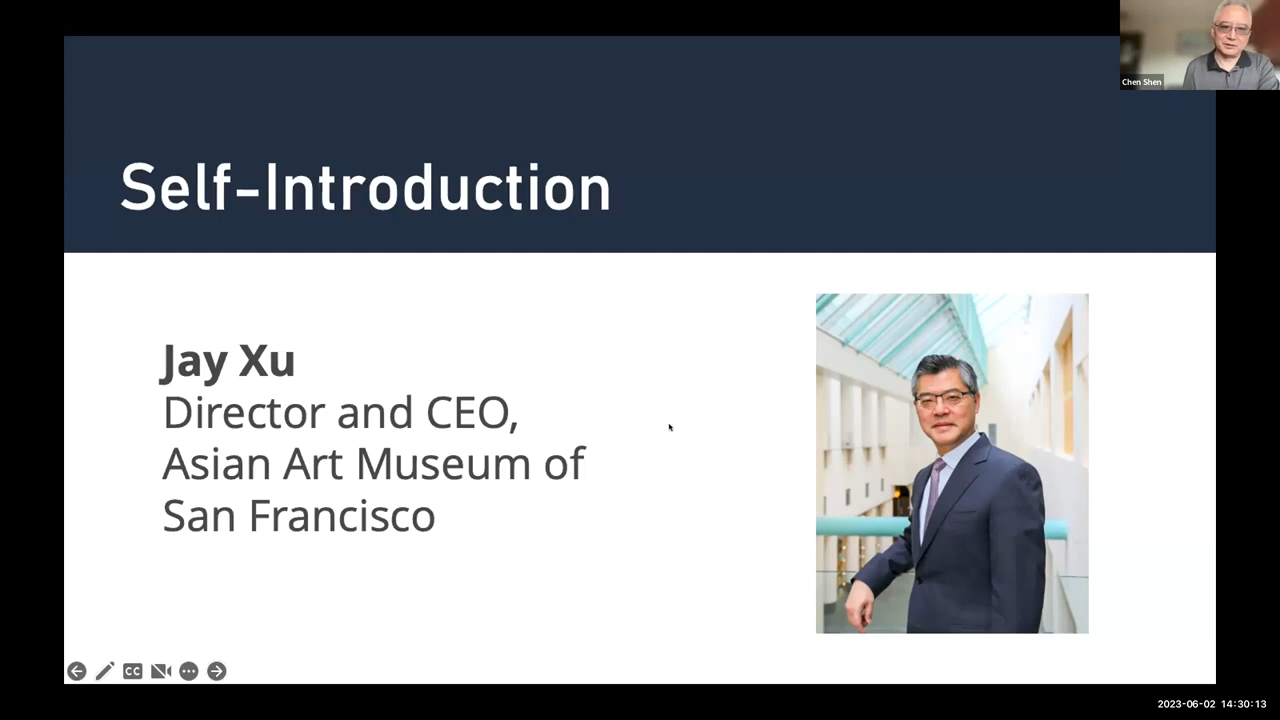 Chen Shen
Self-Introduction
Jay Xu
Director and CEO,
Asian Art Museum of
San Francisco
CC
2023-06-02 14:30:13